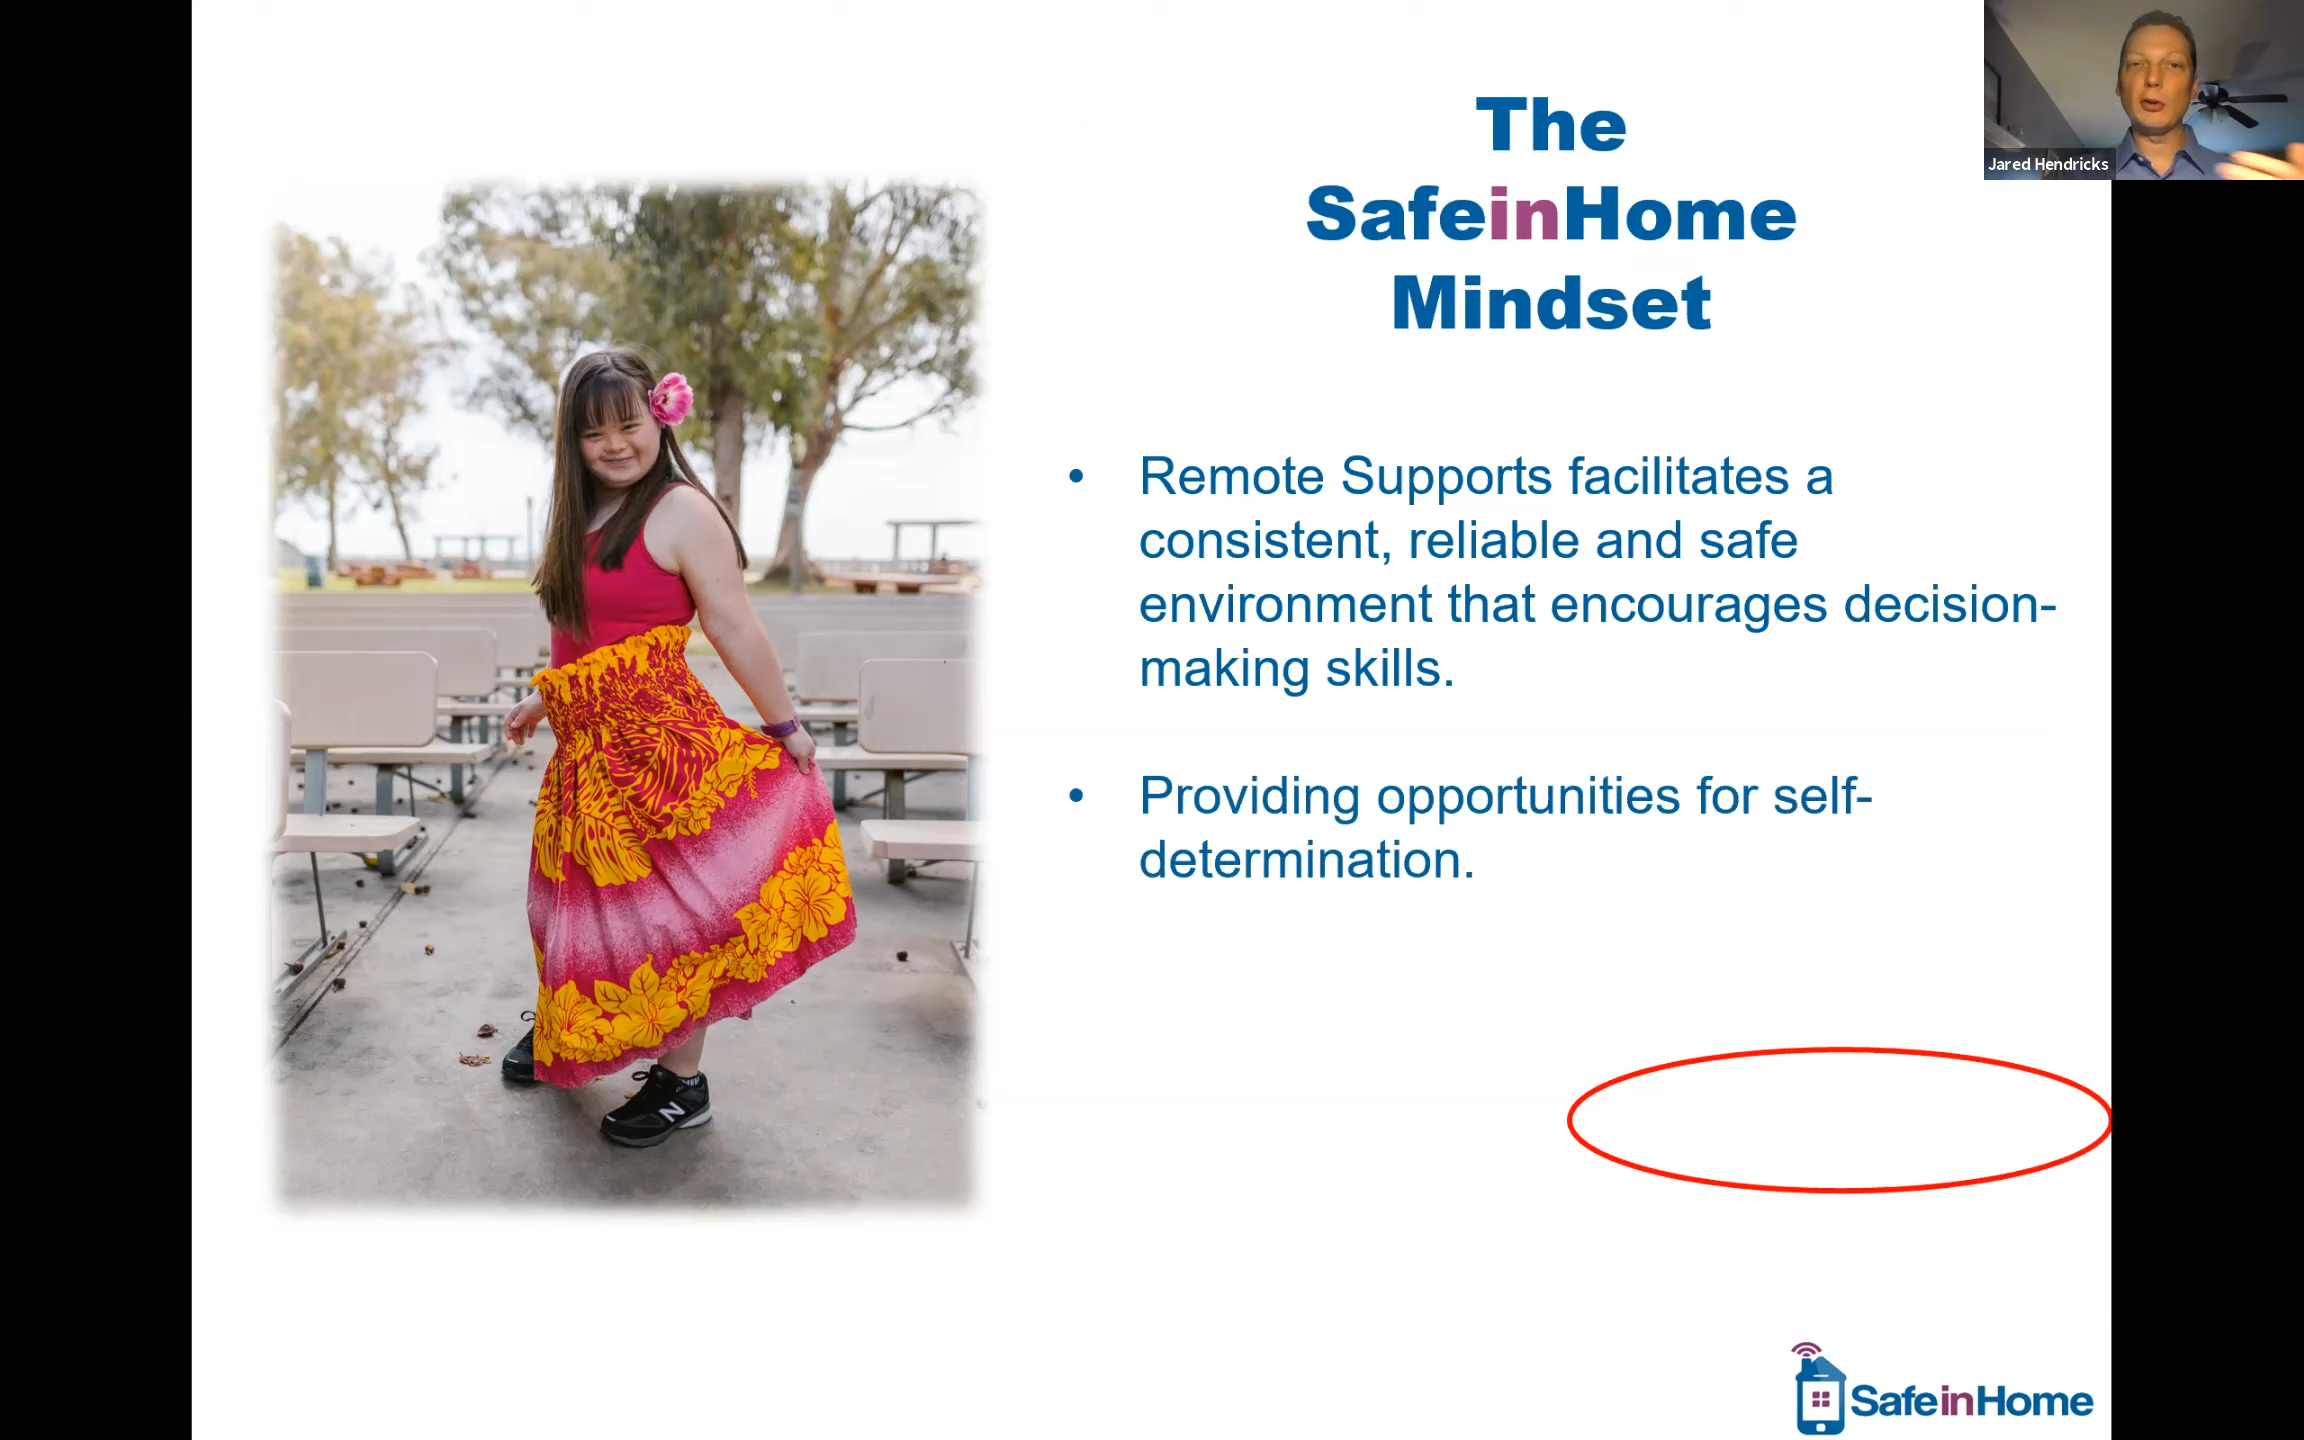 The
SafeinHome
Mindset
Jared Hendricks
• Remote Supports facilitates a
consistent, reliable and safe
environment that encourages decision-
making skills.
• Providing opportunities for self-
determination.
N
SafeinHome